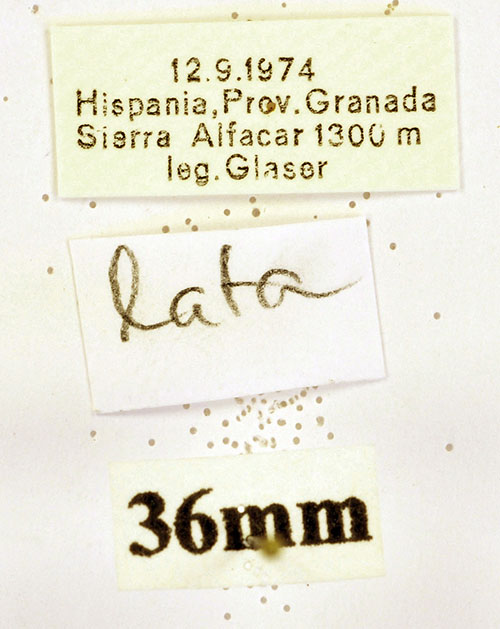 12.9.1974
Hispania, Prov. Granada
Sierra Alfacar 1300 m
leg. Glaser
lata
36mm